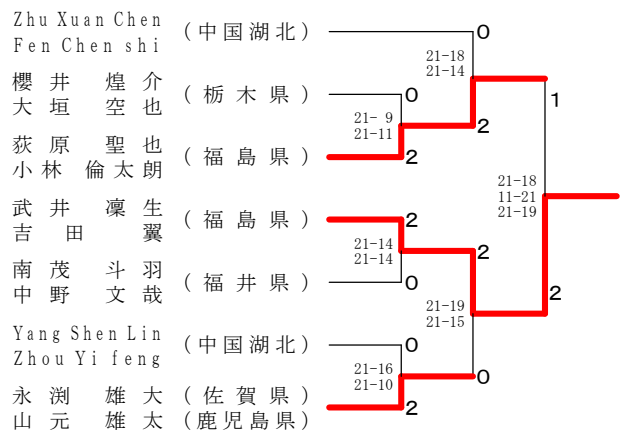 Zhu Xuan Chen
Fen Chen shi
(中国湖北)
0
21-18
21-14
櫻井 煌介
大垣 空也
(栃木県)
0
1
21- 9
21-11
2
荻原 聖也
小林 倫太朗
(福島県)
2
21-18
11-21
21-19
武井 凜生
吉田 翼
(福島県)
2
21-14
21-14
2
南茂 斗羽
中野 文哉
(福井県)
0
2
21-19
21-15
Yang Shen Lin
Zhou Yi feng
(中国湖北)
0
21-16
21-10
0
永渕 雄大
(佐賀県)
山元 雄太
(鹿児島県)
2